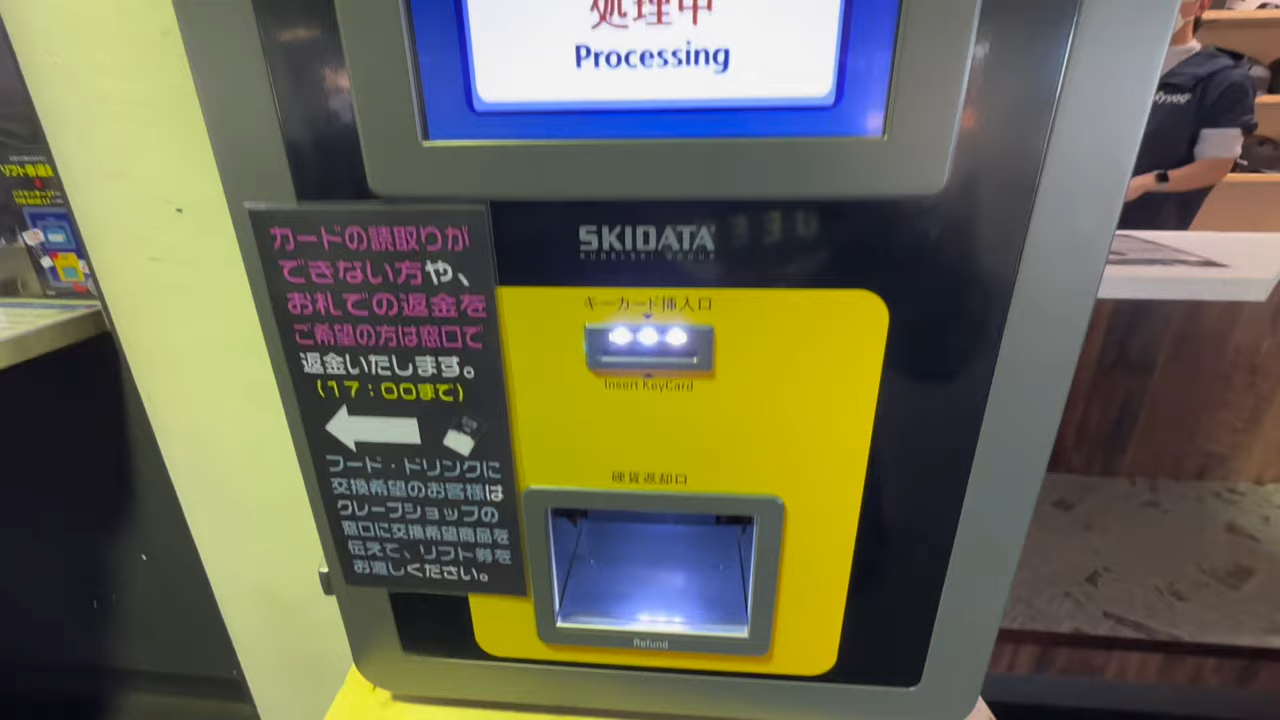 処理中
Processing
SKIDATA
KUDELSKI GROUP
カードの読取りが
できない方や、
お札での返金を
ご希望の方は窓口で
返金いたします。
(17:00まで)
フード・ドリンクに
交換希望のお客様は
クレープショップの
窓口に交換希望商品を
伝えて、リフト券を
お渡しください。
キーカード挿入口
Insert KeyCard
硬貨返却口
Refund